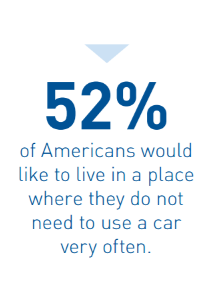 52%
of Americans would
like to live in a place
where they do not
need to use a car
very often.